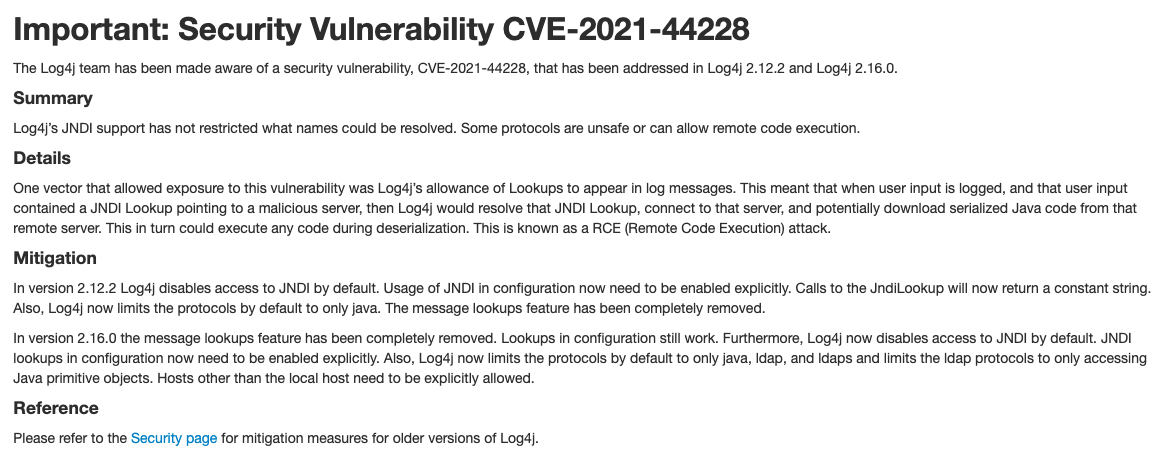 Important: Security Vulnerability CVE-2021-44228
The Log4j team has been made aware of a security vulnerability, CVE-2021-44228, that has been addressed in Log4j 2.12.2 and Log4j 2.16.0.
Summary
Log4j’s JNDI support has not restricted what names could be resolved. Some protocols are unsafe or can allow remote code execution.
Details
One vector that allowed exposure to this vulnerability was Log4j’s allowance of Lookups to appear in log messages. This meant that when user input is logged, and that user input
contained a JNDI Lookup pointing to a malicious server, then Log4j would resolve that JNDI Lookup, connect to that server, and potentially download serialized Java code from that
remote server. This in turn could execute any code during deserialization. This is known as a RCE (Remote Code Execution) attack.
Mitigation
In version 2.12.2 Log4j disables access to JNDI by default. Usage of JNDI in configuration now need to be enabled explicitly. Calls to the JndiLookup will now return a constant string.
Also, Log4j now limits the protocols by default to only java. The message lookups feature has been completely removed.
In version 2.16.0 the message lookups feature has been completely removed. Lookups in configuration still work. Furthermore, Log4j now disables access to JNDI by default. JNDI
lookups in configuration now need to be enabled explicitly. Also, Log4j now limits the protocols by default to only java, ldap, and ldaps and limits the ldap protocols to only accessing
Java primitive objects. Hosts other than the local host need to be explicitly allowed.
Reference
Please refer to the Security page for mitigation measures for older versions of Log4j.